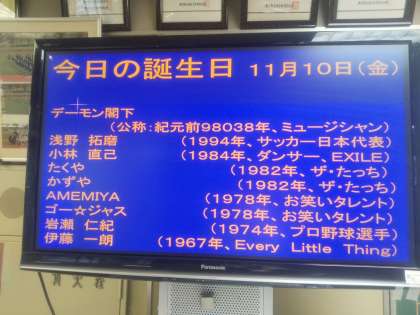 今日の誕生日 11月10日(金)
デーモン閣下
(公称:紀元前98038年、ミュージシャン)
浅野 拓磨 (1994年、サッカー日本代表)
小林 直己 (1984年、ダンサー、EXILE)
たくや (1982年、ザ・たっち)
かずや (1982年、ザ・たっち)
AMEMIYA (1978年、お笑いタレント)
ゴー☆ジャス (1978年、お笑いタレント)
岩瀬 仁紀 (1974年、プロ野球選手)
伊藤 一朗 (1967年、Every Little Thing)
Panasonic